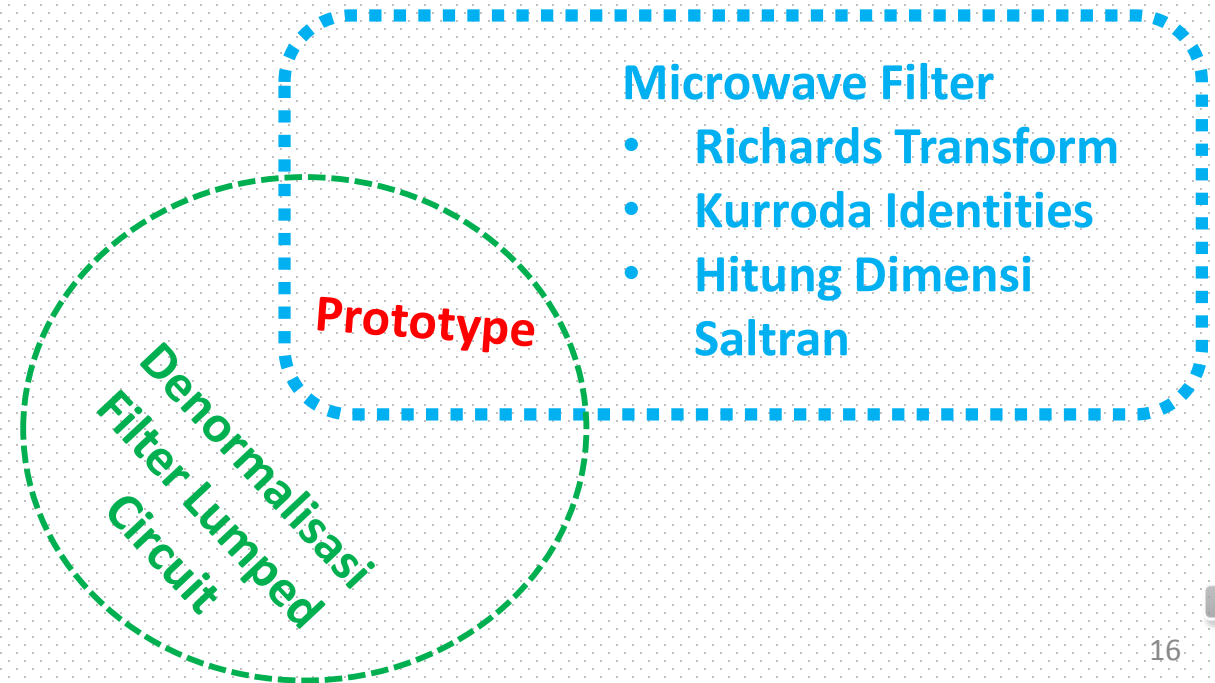 Microwave Filter
• Richards Transform
• Kurroda Identities
• Hitung Dimensi
Saltran
Prototype
Denormalisasi
Filter Lumped
Circuit
16